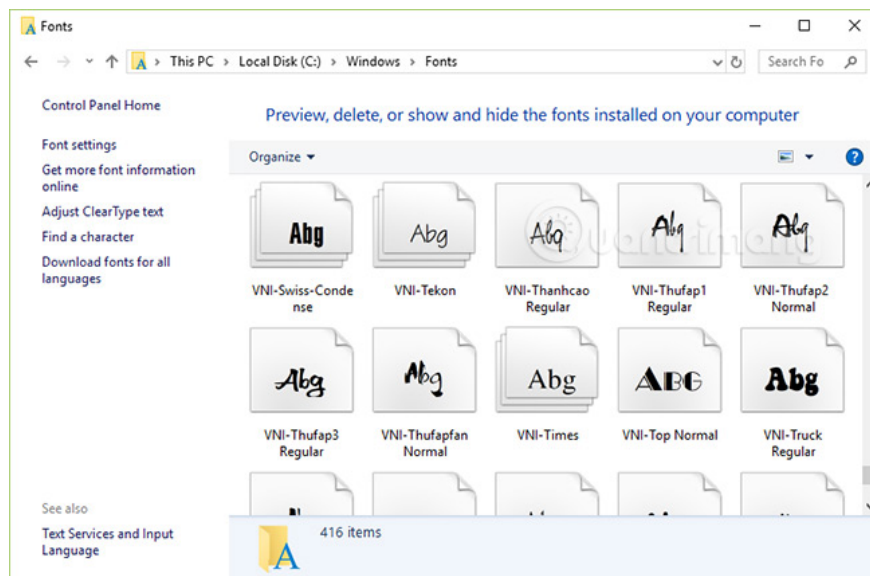 Fonts
This PC > Local Disk (C:) > Windows > Fonts
Search Fo
Control Panel Home
Font settings
Get more font information
online
Adjust ClearType text
Find a character
Download fonts for all
languages
See also
Text Services and Input
Language
Preview, delete, or show and hide the fonts installed on your computer
Organize
Abg Abg Abg Abg Abg
uantrimang
VNI-Swiss-Conde
nse
VNI-Tekon
VNI-Thanhcao
Regular
VNI-Thufap1
Regular
VNI-Thufap2
Normal
Abg Abg Abg ABG Abg
VNI-Thufap3
Regular
VNI-Thufapfan
Normal
VNI-Times
VNI-Top Normal
VNI-Truck
Regular
416 items